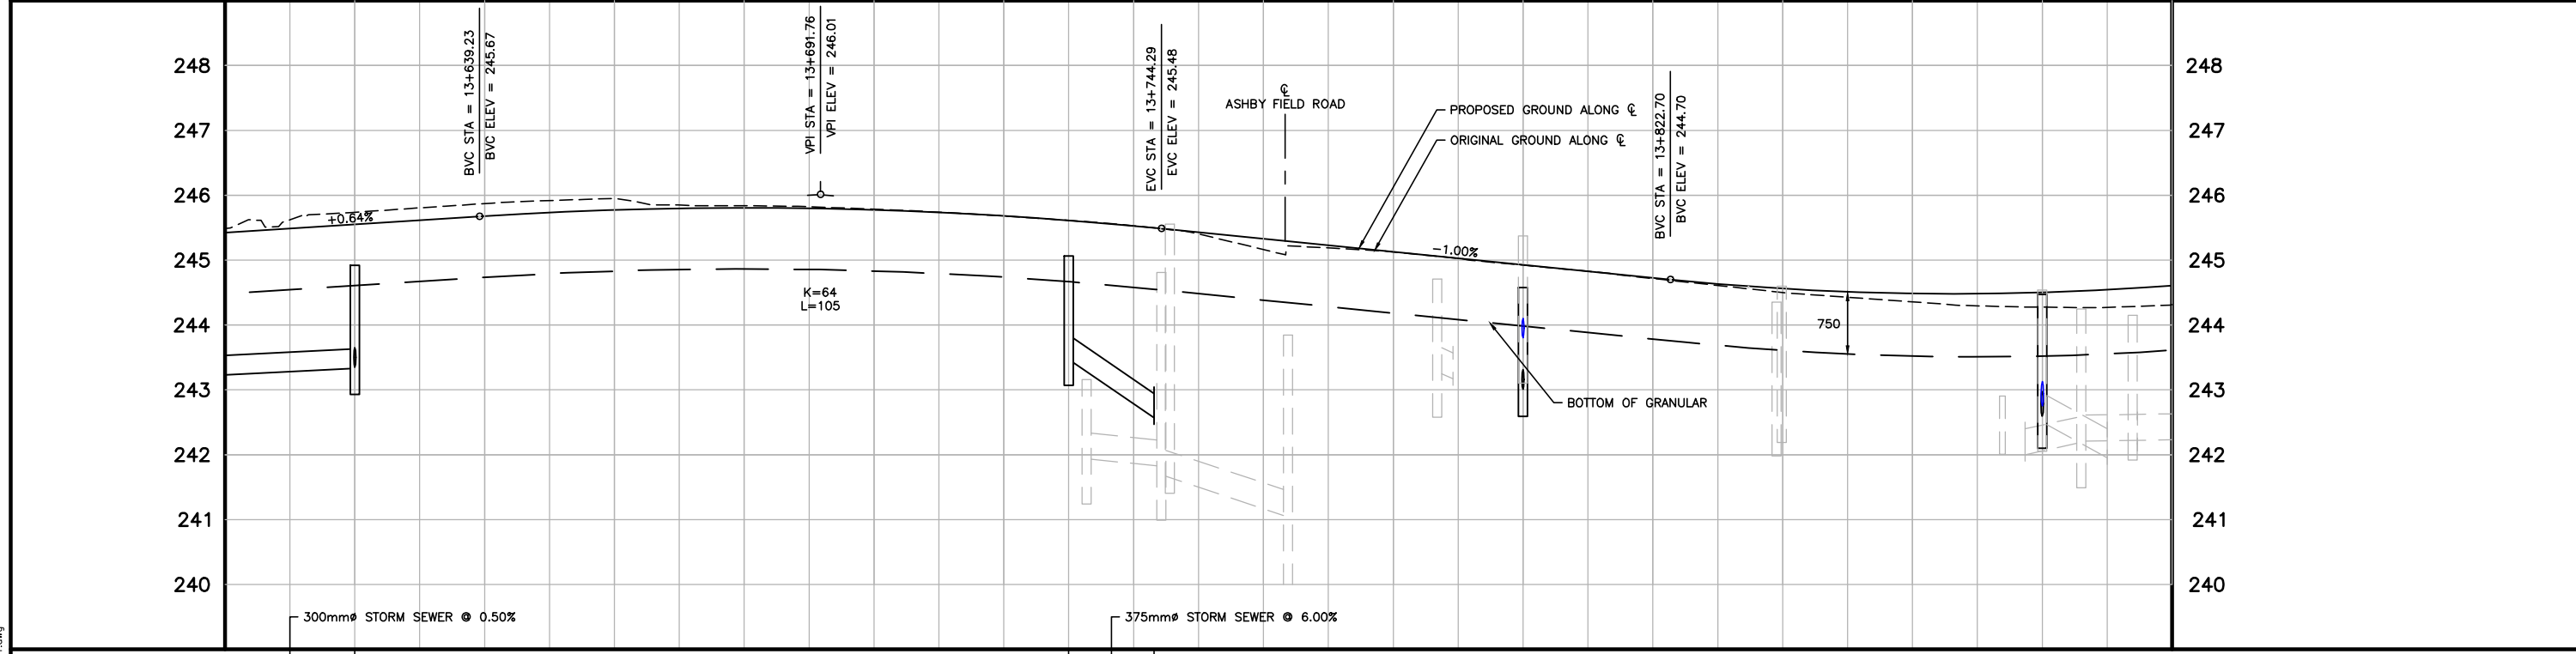 BVC STA = 13+639.23
BVC ELEV = 245.67
VPI STA = 13+691.76
VPI ELEV = 246.01
EVC STA = 13+744.29
EVC ELEV = 245.48
BVC STA = 13+822.70
BVC ELEV = 244.70
248
248
℄
ASHBY FIELD ROAD
PROPOSED GROUND ALONG ℄
247
247
ORIGINAL GROUND ALONG ℄
246
246
+0.64%
-1.00%
245
245
K=64
L=105
244
750
244
243
243
BOTTOM OF GRANULAR
242
242
241
241
240
240
300mmø STORM SEWER @ 0.50%
375mmø STORM SEWER @ 6.00%